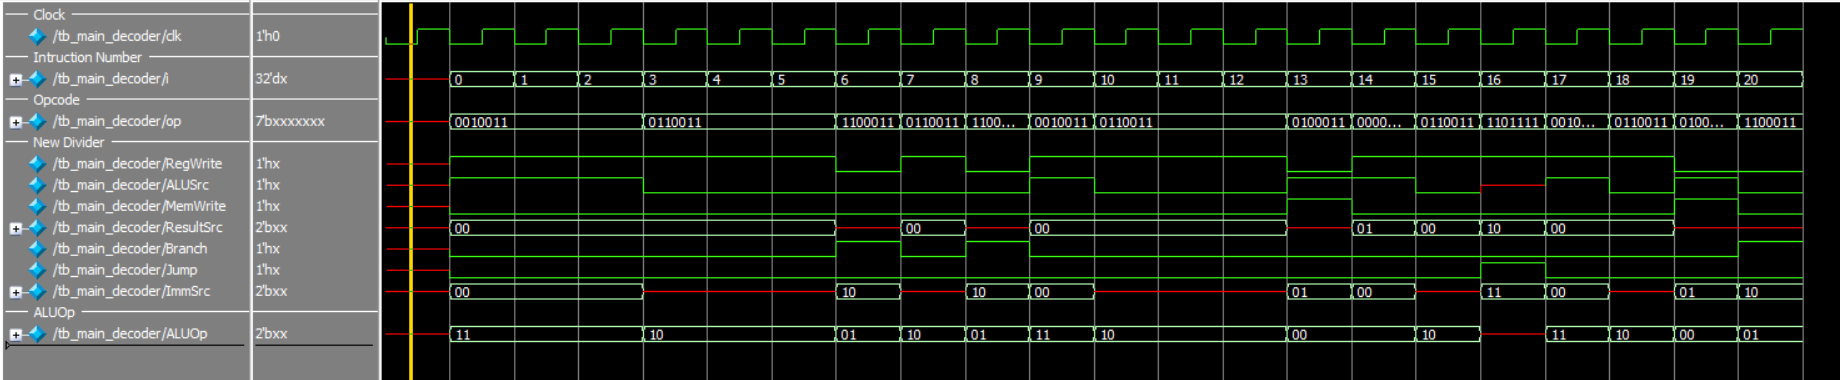 Clock
/tb_main_decoder/clk 1'h0
Intruction Number
/tb_main_decoder/i 32'dx 0 1 2 3 4 5 6 7 8 9 10 11 12 13 14 15 16 17 18 19 20
Opcode
/tb_main_decoder/op 7'bxxxxxxx 0010011 0110011 1100011 0110011 1100... 0010011 0110011 0100011 0000... 0110011 1101111 0010... 0110011 0100... 1100011
New Divider
/tb_main_decoder/RegWrite 1'hx
/tb_main_decoder/ALUSrc 1'hx
/tb_main_decoder/MemWrite 1'hx
/tb_main_decoder/ResultSrc 2'bxx 00 00 00 01 00 10 00
/tb_main_decoder/Branch 1'hx
/tb_main_decoder/Jump 1'hx
/tb_main_decoder/ImmSrc 2'bxx 00 10 10 00 01 00 11 00 01 10
ALUOp
/tb_main_decoder/ALUOp 2'bxx 11 10 01 10 01 11 10 00 10 11 10 00 01